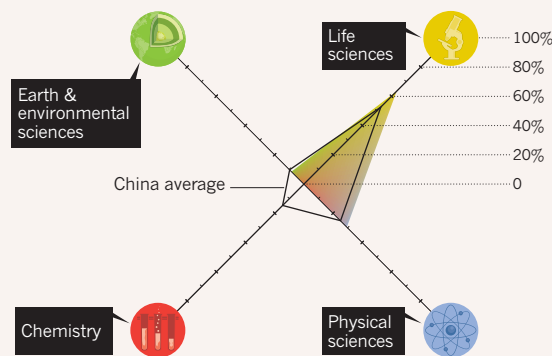 Life
sciences
100%
80%
Earth &
environmental
sciences
60%
40%
20%
China average
0
Chemistry
Physical
sciences